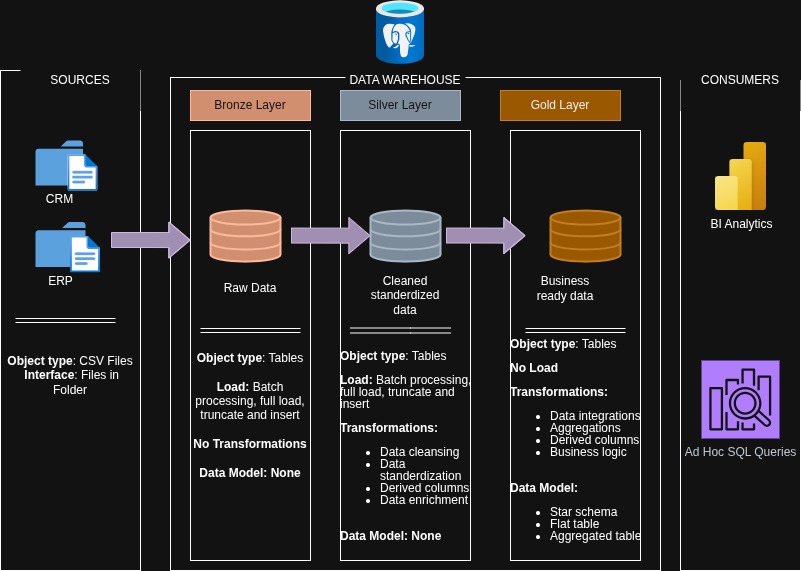 SOURCES
DATA WAREHOUSE
CONSUMERS
Bronze Layer
Silver Layer
Gold Layer
CRM
ERP
Object type: CSV Files
Interface: Files in
Folder
Raw Data
Object type: Tables
Load: Batch
processing, full load,
truncate and insert
No Transformations
Data Model: None
Cleaned
standerdized
data
Object type: Tables
Load: Batch processing,
full load, truncate and
insert
Transformations:
Data cleansing
Data
standerdization
Derived columns
Data enrichment
Data Model: None
Business
ready data
Object type: Tables
No Load
Transformations:
Data integrations
Aggregations
Derived columns
Business logic
Data Model:
Star schema
Flat table
Aggregated table
BI Analytics
Ad Hoc SQL Queries